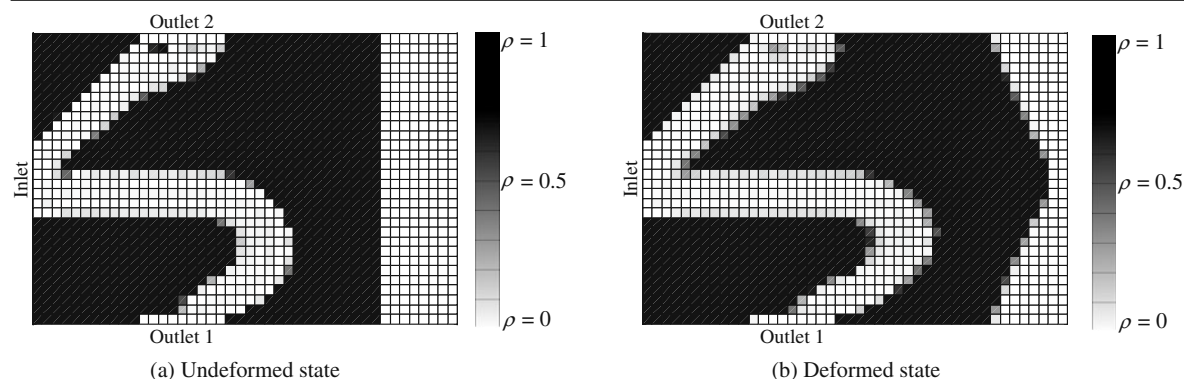 Outlet 2
Inlet
ρ = 1
ρ = 0.5
ρ = 0
Outlet 1
(a) Undeformed state
Outlet 2
Inlet
ρ = 1
ρ = 0.5
ρ = 0
Outlet 1
(b) Deformed state